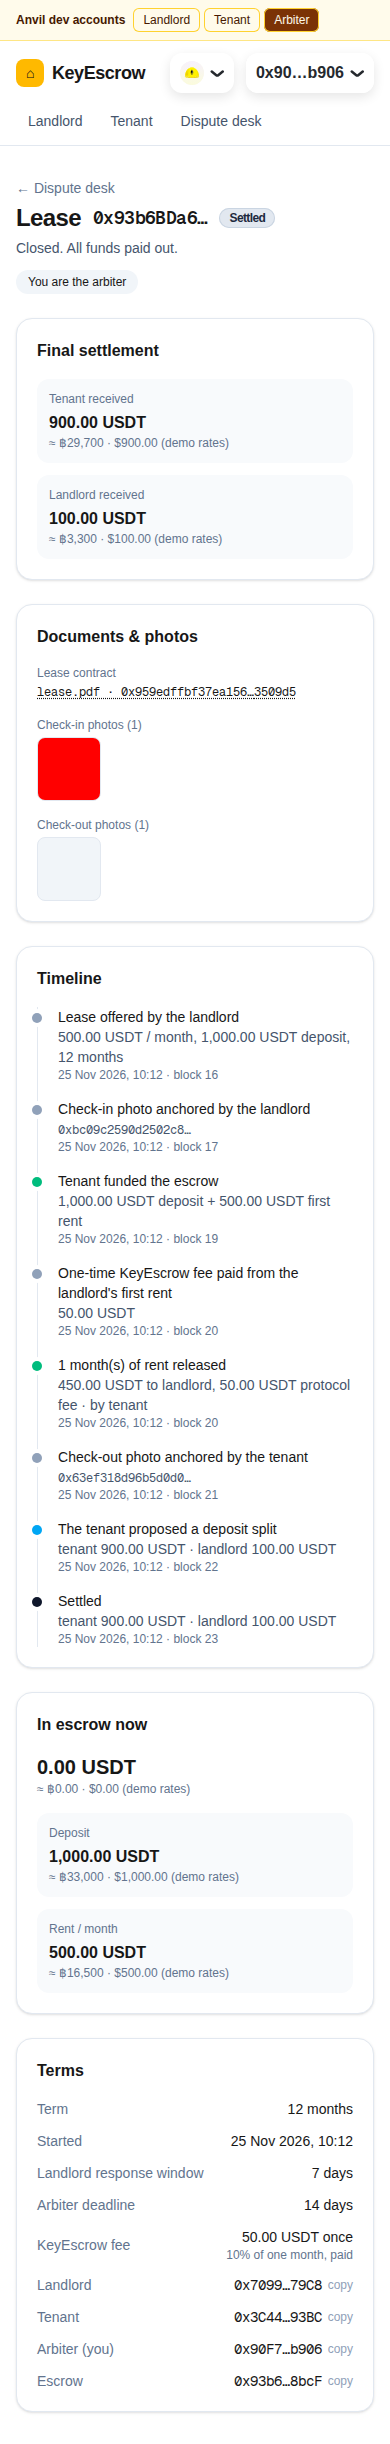 Anvil dev accounts Landlord Tenant Arbiter
KeyEscrow 0x90…b906
Landlord Tenant Dispute desk
← Dispute desk
Lease 0x93b6BDa6… Settled
Closed. All funds paid out.
You are the arbiter
Final settlement
Tenant received
900.00 USDT
≈ ฿29,700 · $900.00 (demo rates)
Landlord received
100.00 USDT
≈ ฿3,300 · $100.00 (demo rates)
Documents & photos
Lease contract
lease.pdf · 0x959edffbf37ea156…3509d5
Check-in photos (1)
Check-out photos (1)
Timeline
Lease offered by the landlord
500.00 USDT / month, 1,000.00 USDT deposit,
12 months
25 Nov 2026, 10:12 · block 16
Check-in photo anchored by the landlord
0xbc09c2590d2502c8…
25 Nov 2026, 10:12 · block 17
Tenant funded the escrow
1,000.00 USDT deposit + 500.00 USDT first
rent
25 Nov 2026, 10:12 · block 19
One-time KeyEscrow fee paid from the
landlord's first rent
50.00 USDT
25 Nov 2026, 10:12 · block 20
1 month(s) of rent released
450.00 USDT to landlord, 50.00 USDT protocol
fee · by tenant
25 Nov 2026, 10:12 · block 20
Check-out photo anchored by the tenant
0x63ef318d96b5d0d0…
25 Nov 2026, 10:12 · block 21
The tenant proposed a deposit split
tenant 900.00 USDT · landlord 100.00 USDT
25 Nov 2026, 10:12 · block 22
Settled
tenant 900.00 USDT · landlord 100.00 USDT
25 Nov 2026, 10:12 · block 23
In escrow now
0.00 USDT
≈ ฿0.00 · $0.00 (demo rates)
Deposit
1,000.00 USDT
≈ ฿33,000 · $1,000.00 (demo rates)
Rent / month
500.00 USDT
≈ ฿16,500 · $500.00 (demo rates)
Terms
Term 12 months
Started 25 Nov 2026, 10:12
Landlord response window 7 days
Arbiter deadline 14 days
KeyEscrow fee 50.00 USDT once
10% of one month, paid
Landlord 0x7099…79C8 copy
Tenant 0x3C44…93BC copy
Arbiter (you) 0x90F7…b906 copy
Escrow 0x93b6…8bcF copy